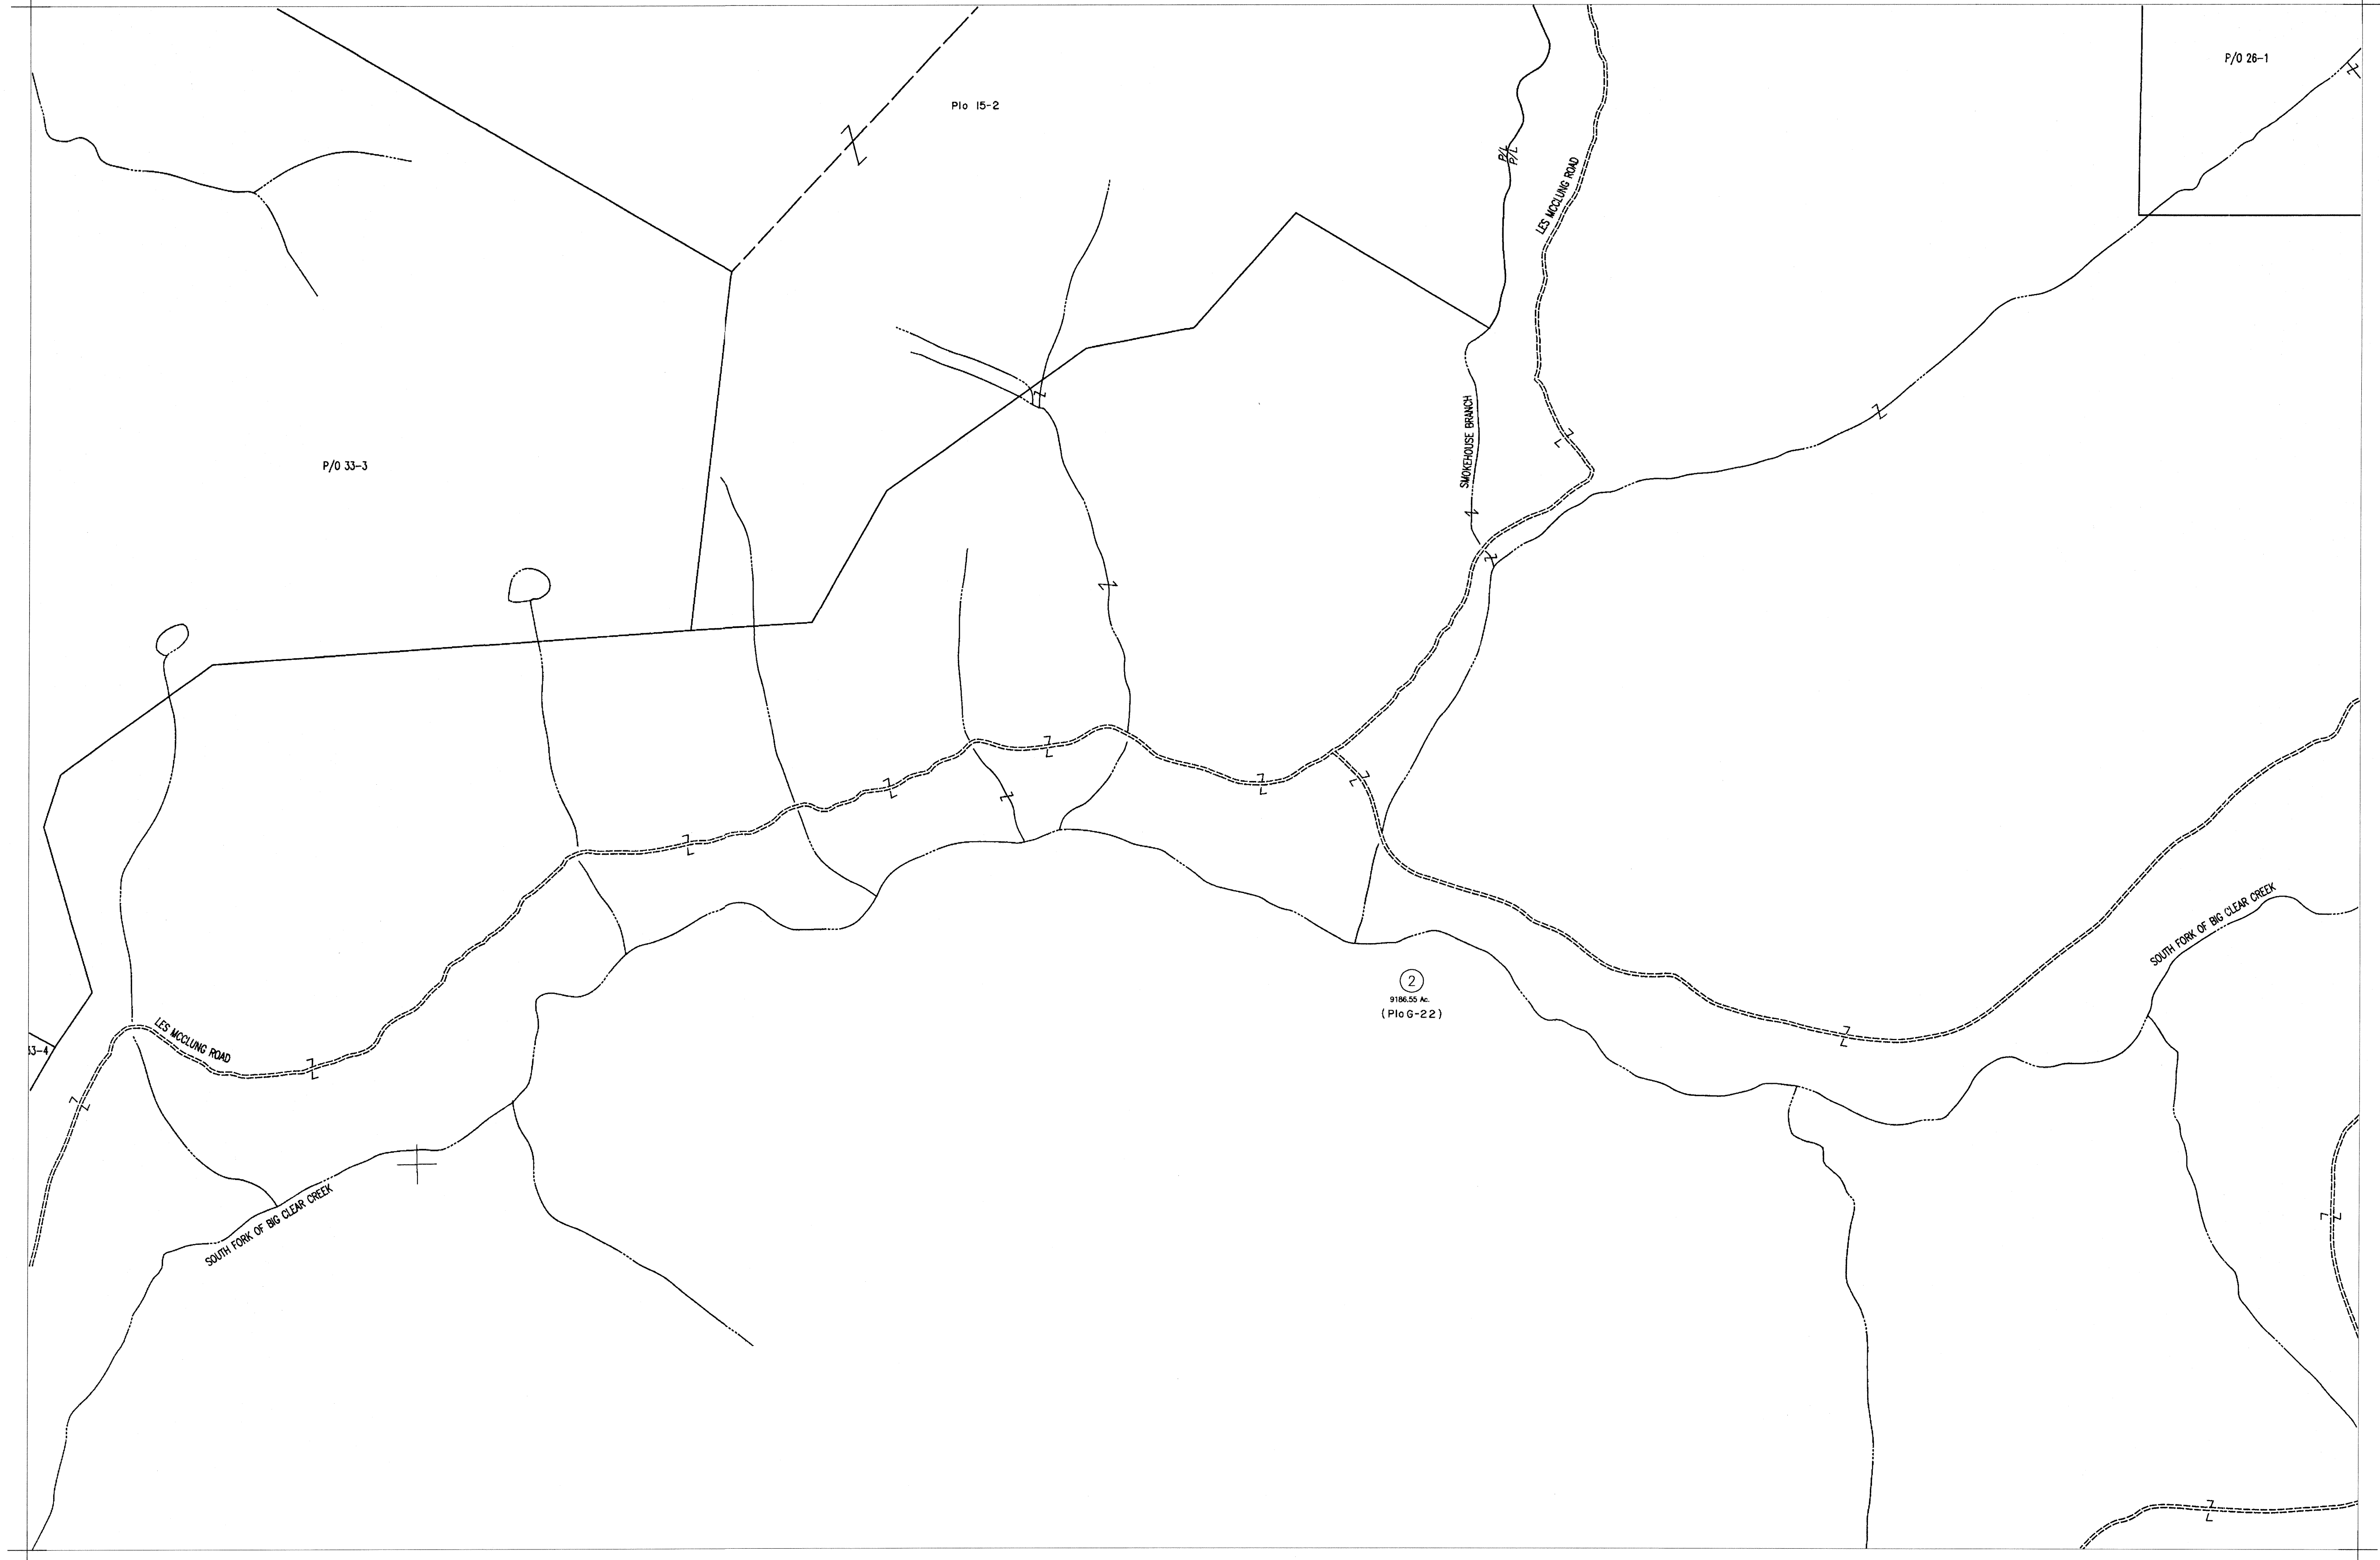 P/O 26-1
Plo 15-2
P/L
P/L
LES MCCLUNG ROAD
SMOKEHOUSE BRANCH
P/O 33-3
SOUTH FORK OF BIG CLEAR CREEK
2
9186.55 Ac.
(Plo G-22)
LES MCCLUNG ROAD
33-4
SOUTH FORK OF BIG CLEAR CREEK